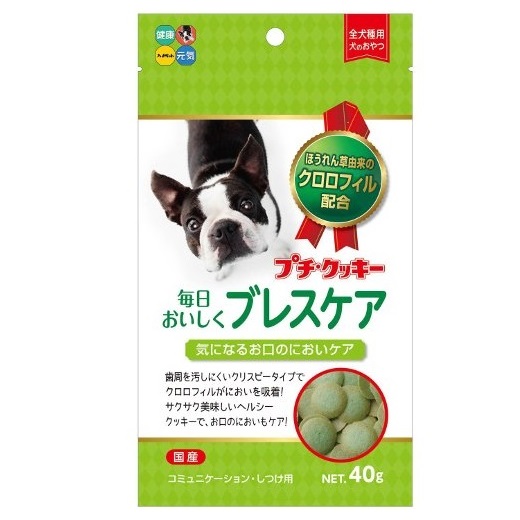 健康
ハイペット
元気
全犬種用
犬のおやつ
ほうれん草由来の
クロロフィル
配合
プチ・クッキー
毎日
おいしく
ブレスケア
気になるお口のにおいケア
歯周を汚しにくいクリスピータイプで
クロロフィルがにおいを吸着!
サクサク美味しいヘルシー
クッキーで、お口のにおいもケア!
国産
コミュニケーション・しつけ用
NET. 40g